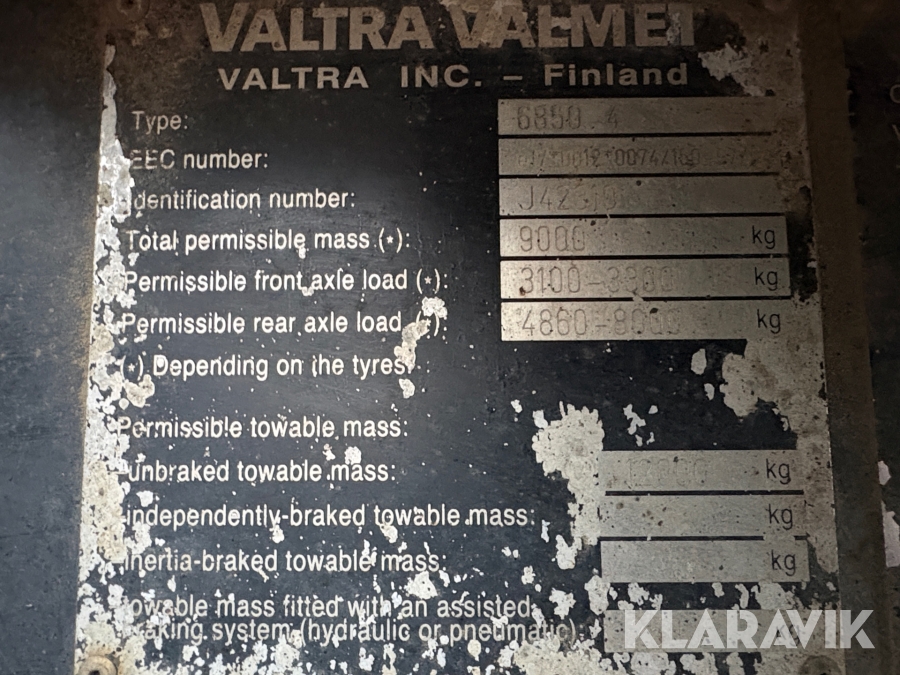 VALTRA VALMET
VALTRA INC. – Finland
Type: 6850.4
EEC number:
Identification number:
Total permissible mass (*): 9000 kg
Permissible front axle load (*): 3100-3800 kg
Permissible rear axle load (*): 4860-8000 kg
(*) Depending on the tyres
Permissible towable mass:
unbraked towable mass: kg
independently-braked towable mass: kg
inertia-braked towable mass: kg
towable mass fitted with an assisted
braking system (hydraulic or pneumatic):
KLARAVIK